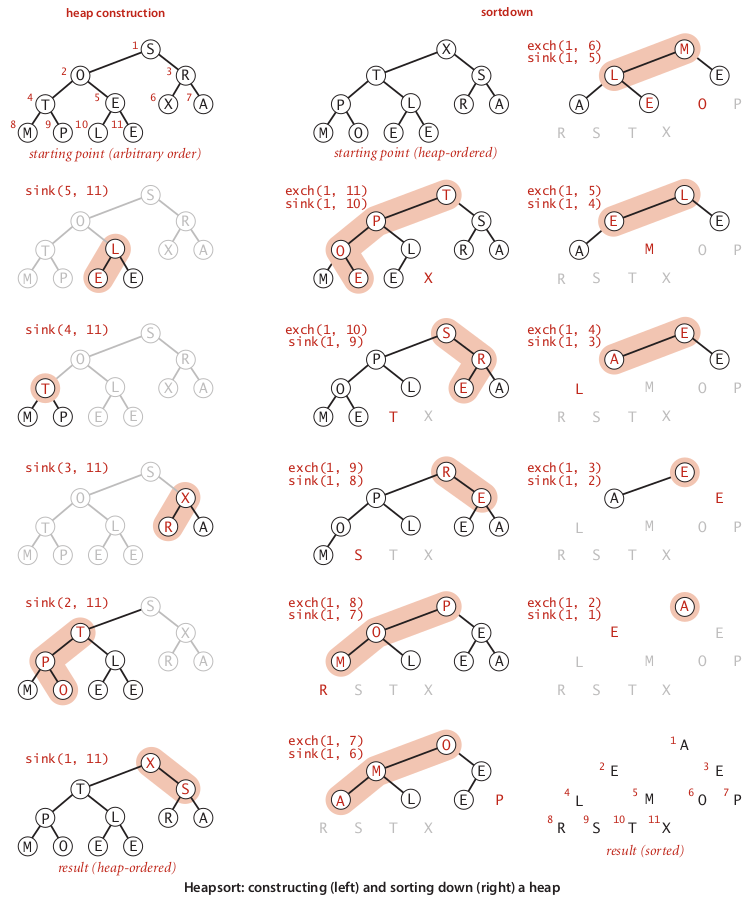 heap construction
1 S
2 O 3 R
4 T 5 E 6 X 7 A
8 M 9 P 10 L 11 E
starting point (arbitrary order)
sink(5, 11)
S
O R
T L X A
M P E E
sink(4, 11)
S
O R
T L X A
M P E E
sink(3, 11)
S
O X
T L R A
M P E E
sink(2, 11)
S
T X
P L R A
M O E E
sink(1, 11)
X
T S
P L R A
M O E E
result (heap-ordered)
sortdown
X
T S
P L R A
M O E E
starting point (heap-ordered)
exch(1, 11)
sink(1, 10)
T
P S
O L R A
M E E X
exch(1, 10)
sink(1, 9)
S
P R
O L E A
M E T X
exch(1, 9)
sink(1, 8)
R
P E
O L E A
M S T X
exch(1, 8)
sink(1, 7)
P
O E
M L E A
R S T X
exch(1, 7)
sink(1, 6)
O
M E
A L E P
R S T X
exch(1, 6)
sink(1, 5)
M
L E
A E O P
R S T X
exch(1, 5)
sink(1, 4)
L
E E
A M O P
R S T X
exch(1, 4)
sink(1, 3)
E
A E
L M O P
R S T X
exch(1, 3)
sink(1, 2)
E
A E
L M O P
R S T X
exch(1, 2)
sink(1, 1)
A
E E
L M O P
R S T X
1 A
2 E 3 E
4 L 5 M 6 O 7 P
8 R 9 S 10 T 11 X
result (sorted)
Heapsort: constructing (left) and sorting down (right) a heap